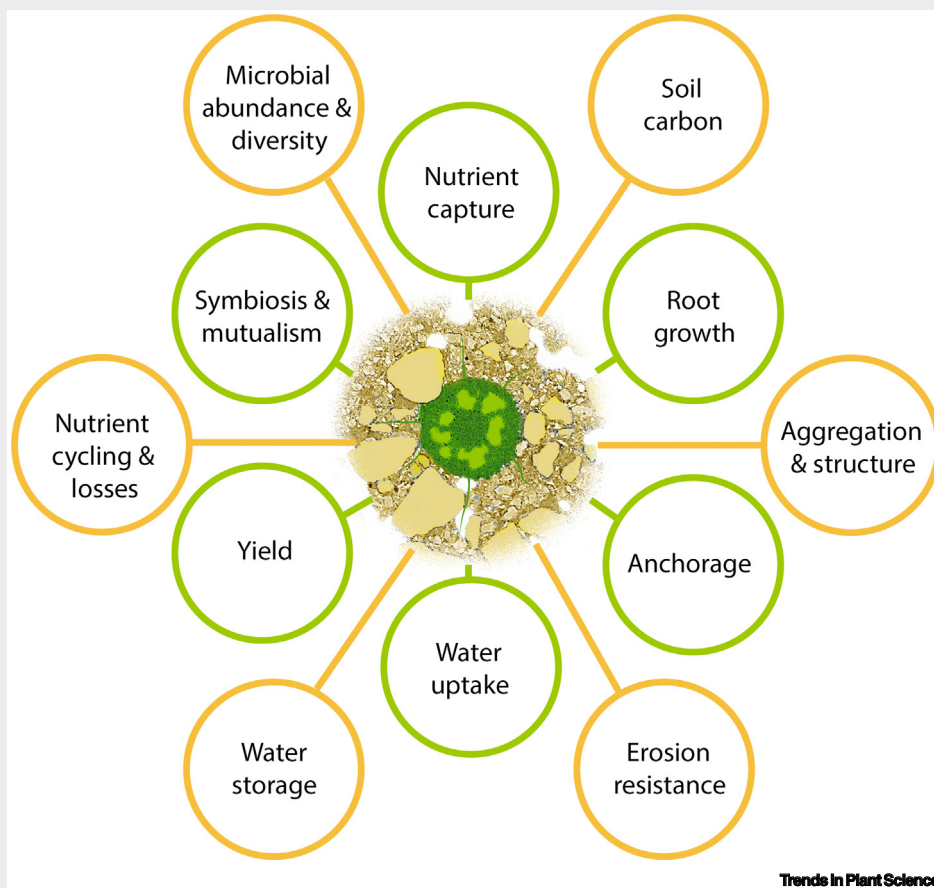 Microbial
abundance &
diversity
Soil
carbon
Nutrient
capture
Symbiosis &
mutualism
Root
growth
Nutrient
cycling &
losses
Aggregation
& structure
Yield
Anchorage
Water
uptake
Water
storage
Erosion
resistance
Trends in Plant Science